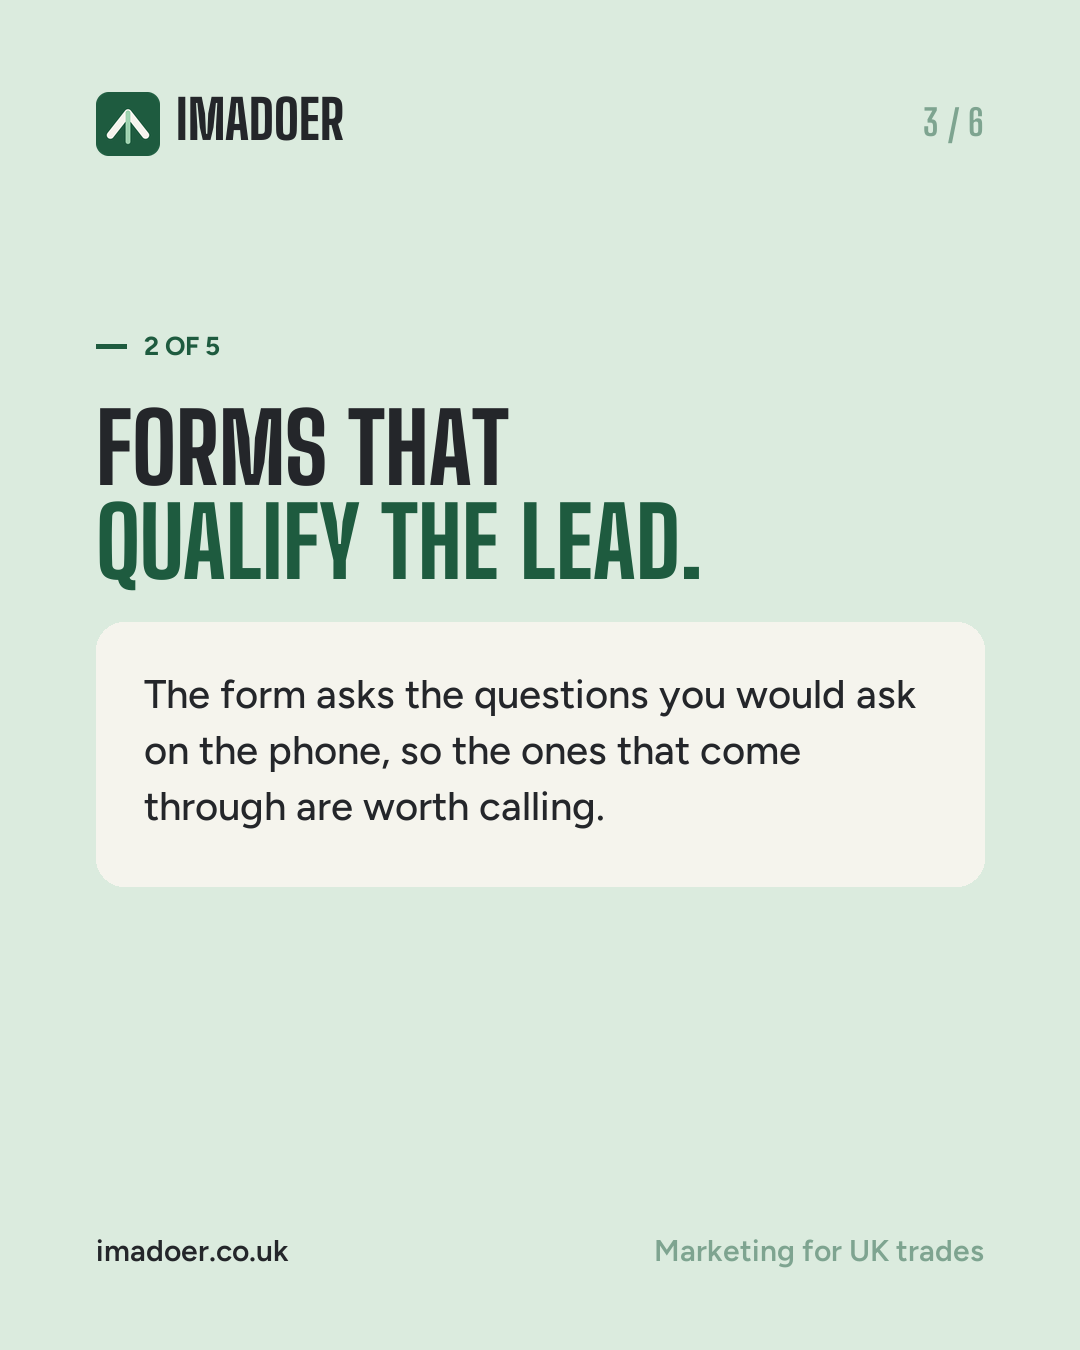 IMADOER
3 / 6
2 OF 5
FORMS THAT
QUALIFY THE LEAD.
The form asks the questions you would ask
on the phone, so the ones that come
through are worth calling.
imadoer.co.uk
Marketing for UK trades